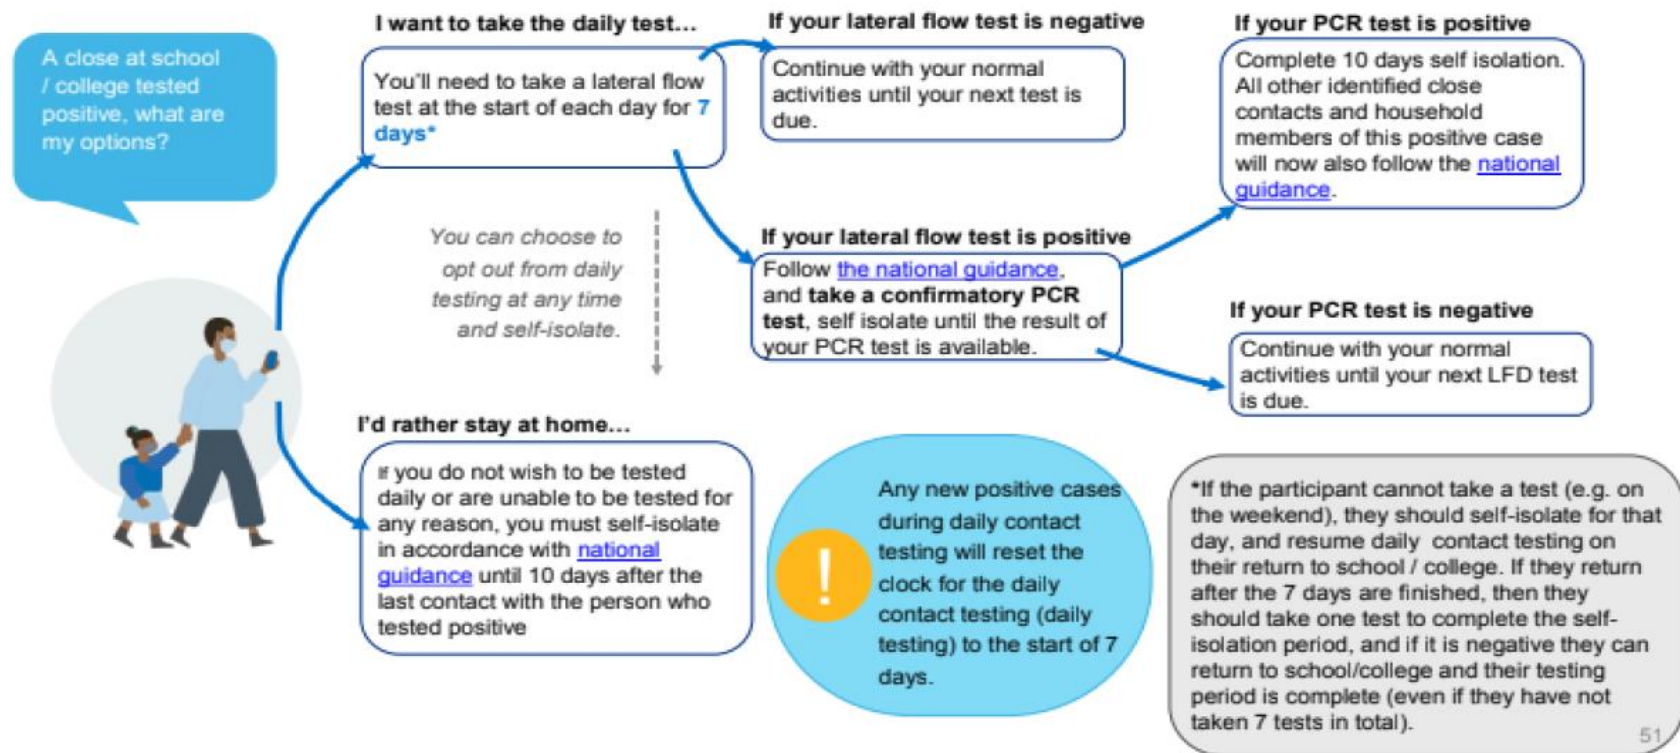 A close at school
/ college tested
positive, what are
my options?
I want to take the daily test...
You'll need to take a lateral flow
test at the start of each day for 7
days*
If your lateral flow test is negative
Continue with your normal
activities until your next test is
due.
If your PCR test is positive
Complete 10 days self isolation.
All other identified close
contacts and household
members of this positive case
will now also follow the national
guidance.
You can choose to
opt out from daily
testing at any time
and self-isolate.
If your lateral flow test is positive
Follow the national guidance,
and take a confirmatory PCR
test, self isolate until the result of
your PCR test is available.
If your PCR test is negative
Continue with your normal
activities until your next LFD test
is due.
I'd rather stay at home...
If you do not wish to be tested
daily or are unable to be tested for
any reason, you must self-isolate
in accordance with national
guidance until 10 days after the
last contact with the person who
tested positive
!
Any new positive cases
during daily contact
testing will reset the
clock for the daily
contact testing (daily
testing) to the start of 7
days.
*If the participant cannot take a test (e.g. on
the weekend), they should self-isolate for that
day, and resume daily contact testing on
their return to school / college. If they return
after the 7 days are finished, then they
should take one test to complete the self-
isolation period, and if it is negative they can
return to school/college and their testing
period is complete (even if they have not
taken 7 tests in total).
51